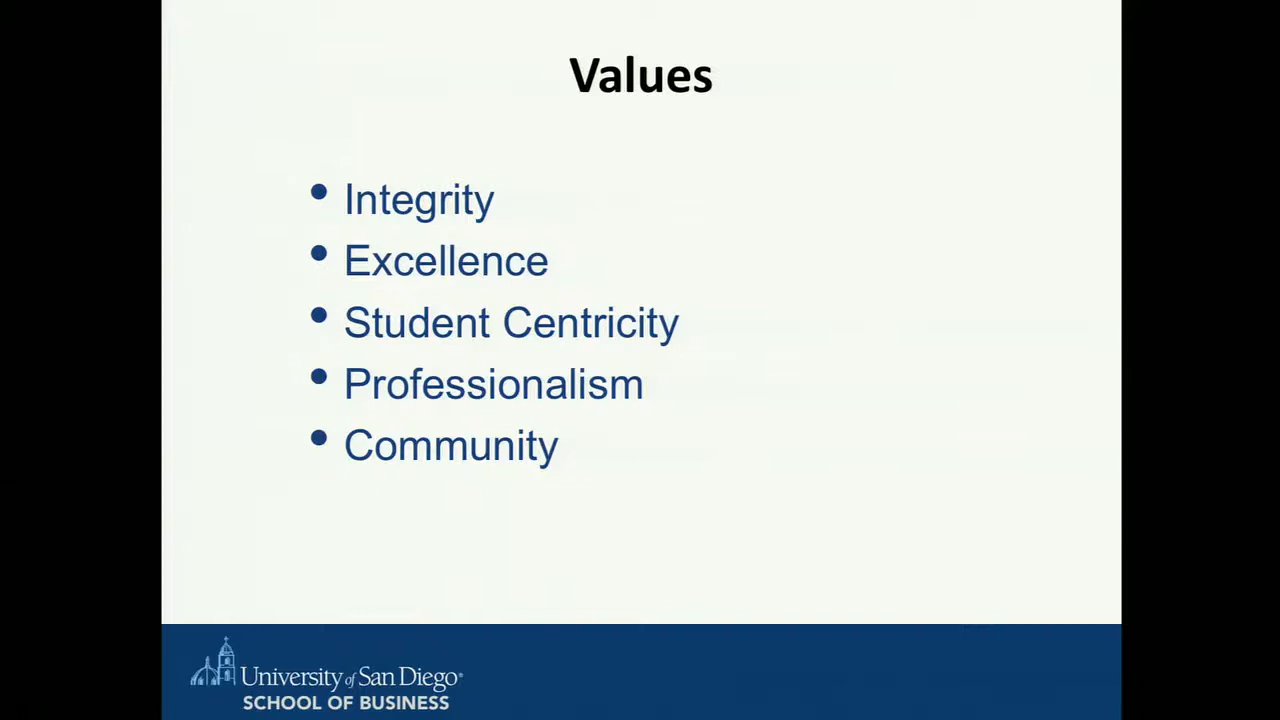 Values
• Integrity
• Excellence
• Student Centricity
• Professionalism
• Community
University of San Diego®
SCHOOL OF BUSINESS